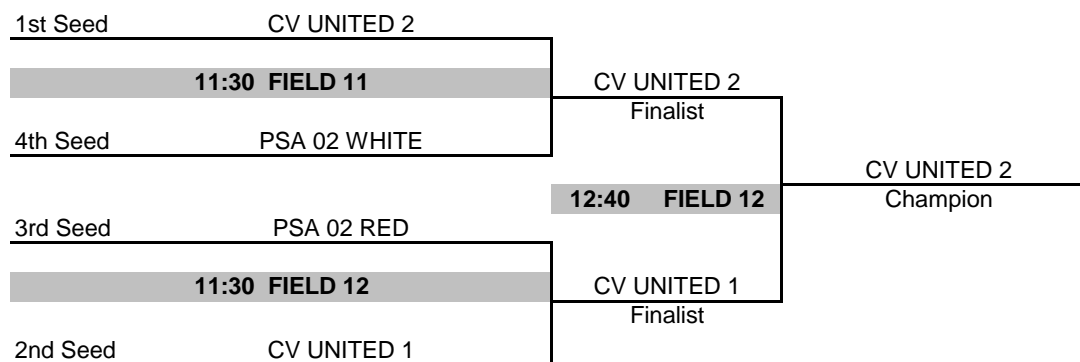 1st Seed CV UNITED 2
11:30 FIELD 11
CV UNITED 2
Finalist
4th Seed PSA 02 WHITE
CV UNITED 2
12:40 FIELD 12
Champion
3rd Seed PSA 02 RED
11:30 FIELD 12
CV UNITED 1
Finalist
2nd Seed CV UNITED 1